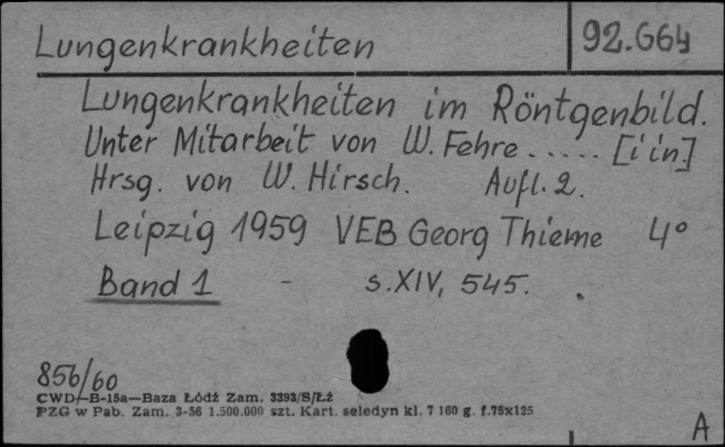 Lungenkrankheiten 92.664
Lungenkrankheiten im Röntgenbild.
Unter Mitarbeit von W. Fehre ..... [i in.]
Hrsg. von W. Hirsch. Aufl. 2.
Leipzig 1959 VEB Georg Thieme 4°
Band 1 - s. XIV, 545.
856/60
CWD-B-15a—Baza Łódź Zam. 3393/S/Łź
PZG w Pab. Zam. 3-56 1.500.000 szt. Kart. seledyn kl. 7 160 g. f.75x125
A